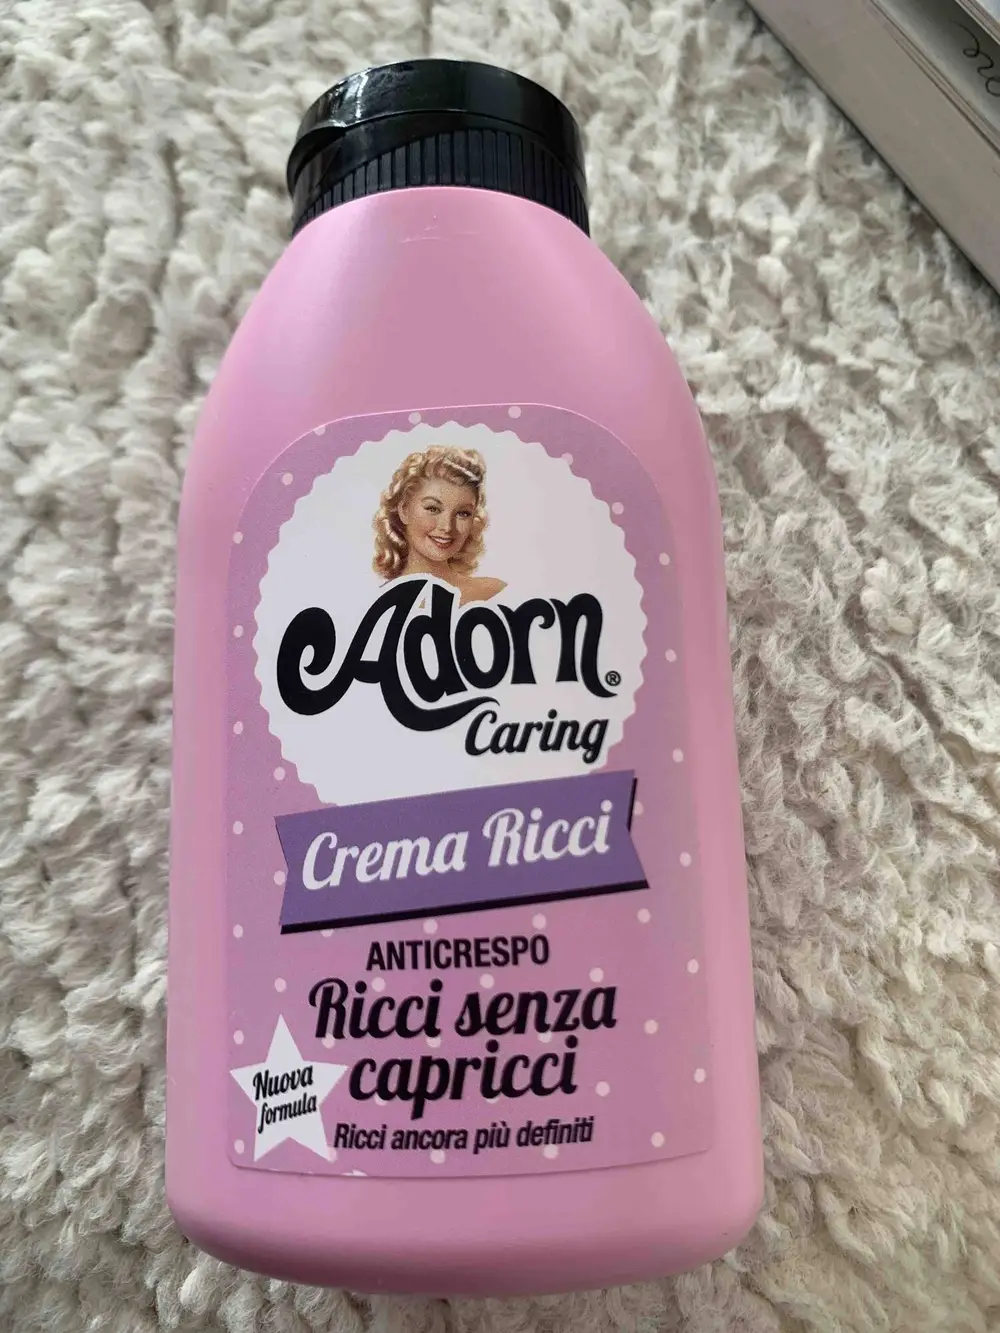 Adorn®
Caring
Crema Ricci
ANTICRESPO
Ricci senza
capricci
Nuova
formula
Ricci ancora più definiti